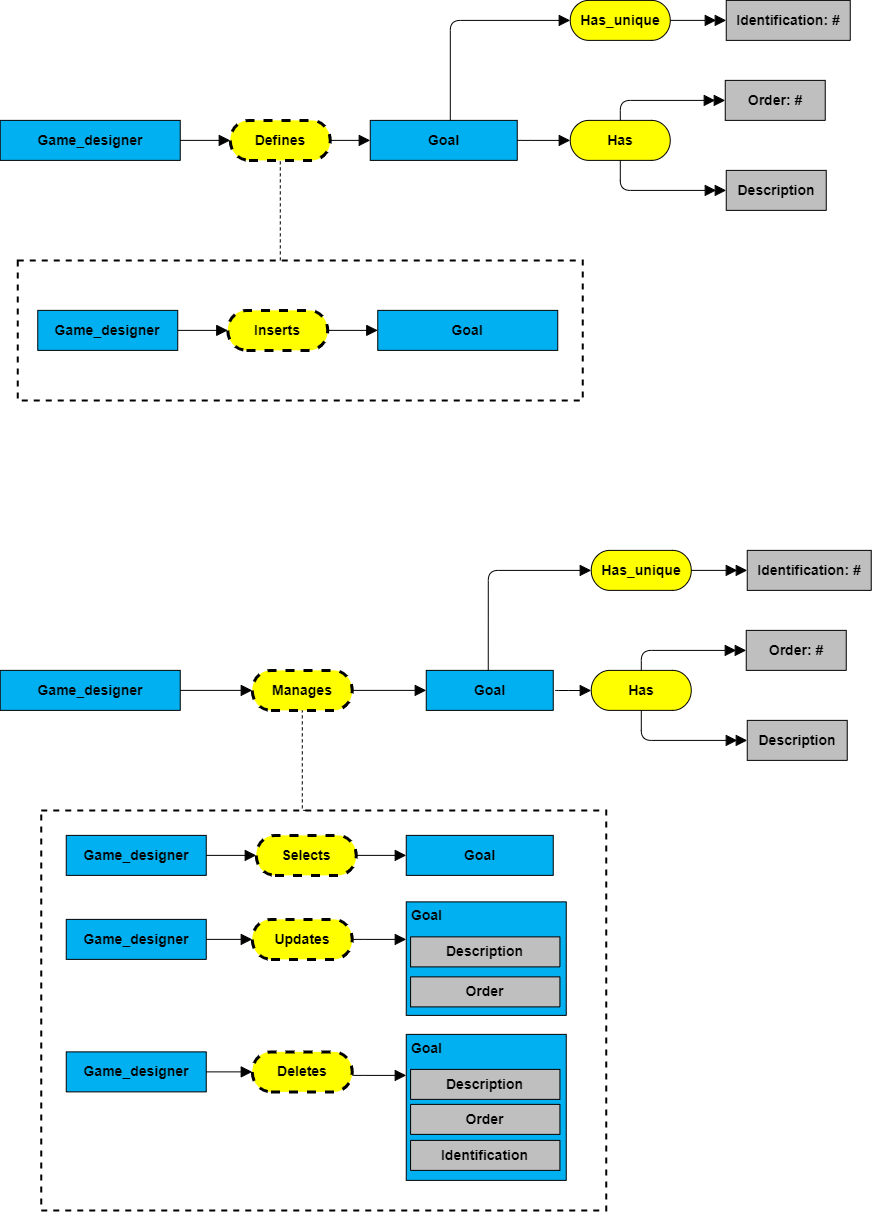 Has_unique
Identification: #
Order: #
Game_designer
Defines
Goal
Has
Description
Game_designer
Inserts
Goal
Has_unique
Identification: #
Order: #
Game_designer
Manages
Goal
Has
Description
Game_designer
Selects
Goal
Game_designer
Updates
Goal
Description
Order
Game_designer
Deletes
Goal
Description
Order
Identification